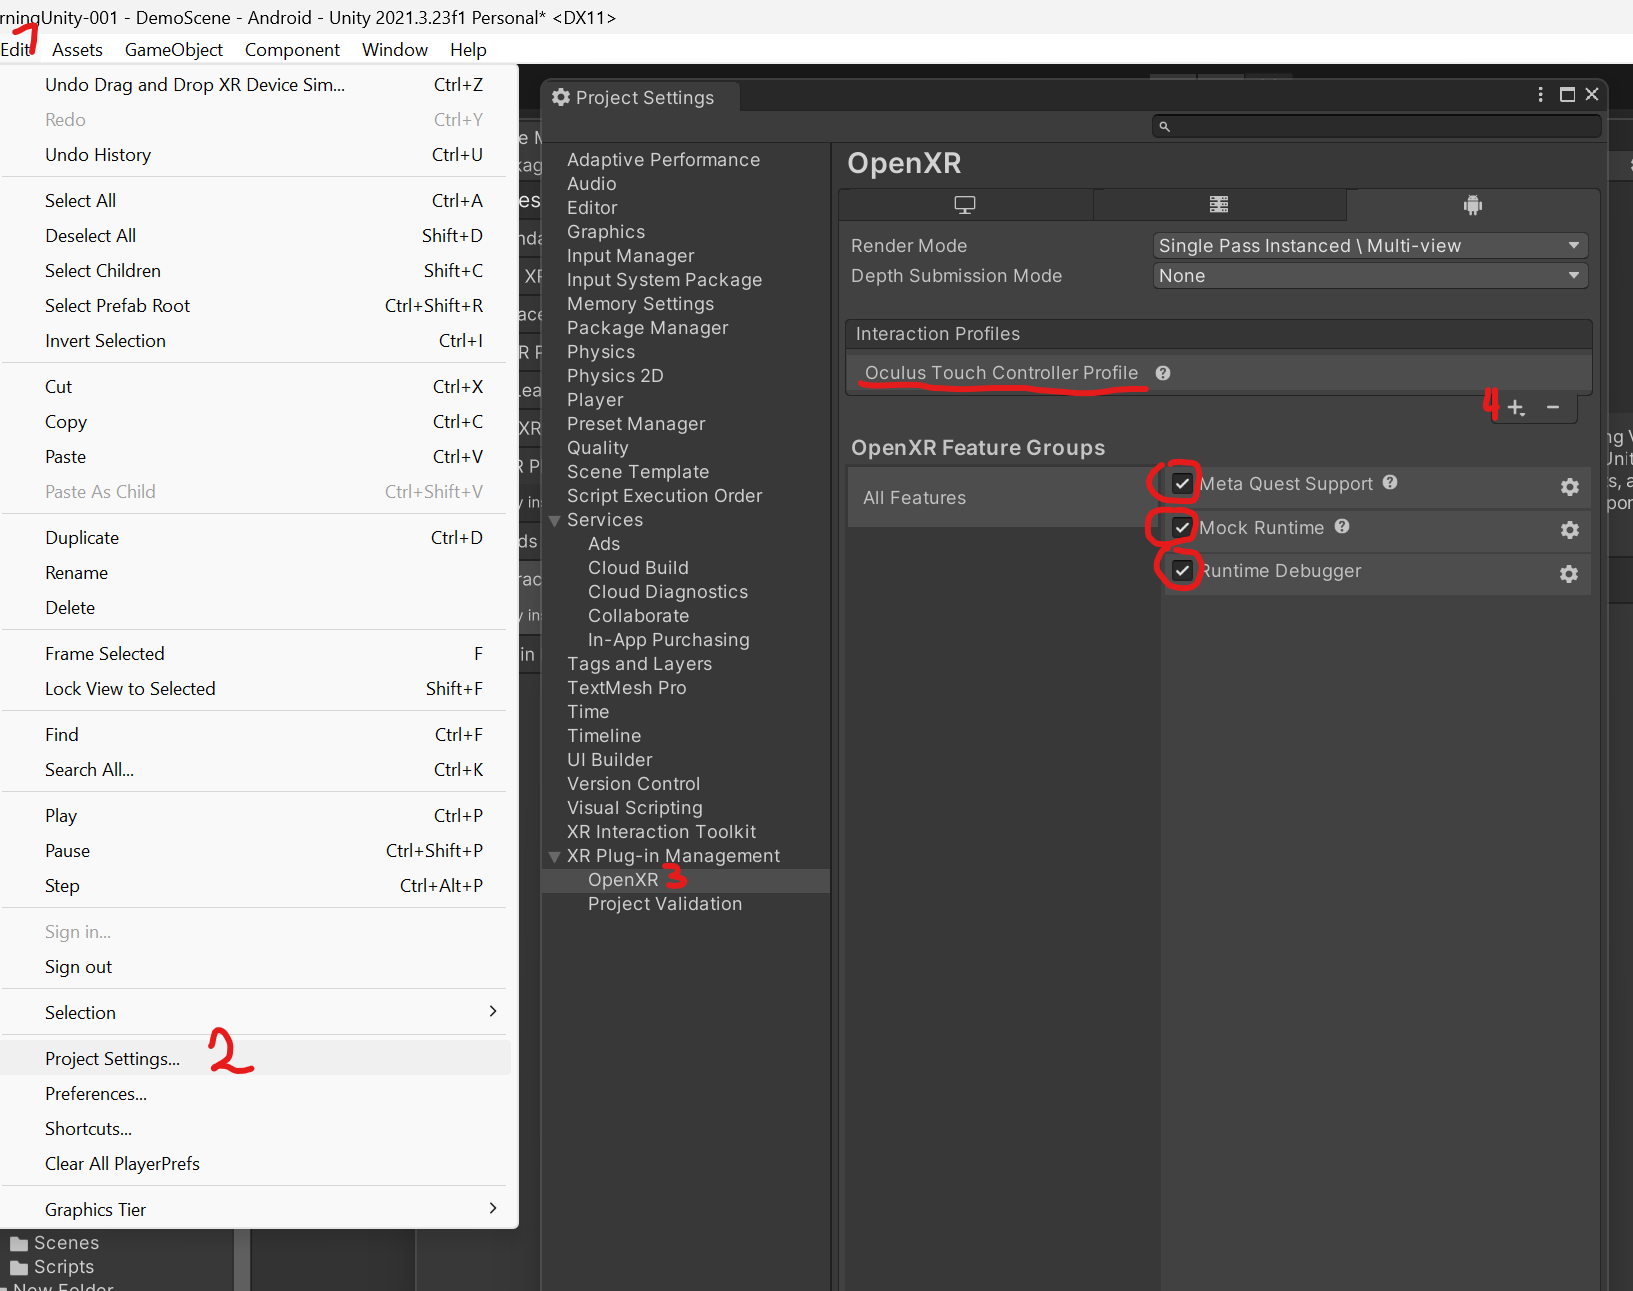 rningUnity-001 - DemoScene - Android - Unity 2021.3.23f1 Personal* <DX11>
1
Edit Assets GameObject Component Window Help
Undo Drag and Drop XR Device Sim... Ctrl+Z
Redo Ctrl+Y
Undo History Ctrl+U
Select All Ctrl+A
Deselect All Shift+D
Select Children Shift+C
Select Prefab Root Ctrl+Shift+R
Invert Selection Ctrl+I
Cut Ctrl+X
Copy Ctrl+C
Paste Ctrl+V
Paste As Child Ctrl+Shift+V
Duplicate Ctrl+D
Rename
Delete
Frame Selected F
Lock View to Selected Shift+F
Find Ctrl+F
Search All... Ctrl+K
Play Ctrl+P
Pause Ctrl+Shift+P
Step Ctrl+Alt+P
Sign in...
Sign out
Selection
Project Settings... 2
Preferences...
Shortcuts...
Clear All PlayerPrefs
Graphics Tier
Scenes
Scripts
New Folder
Project Settings
Adaptive Performance
Audio
Editor
Graphics
Input Manager
Input System Package
Memory Settings
Package Manager
Physics
Physics 2D
Player
Preset Manager
Quality
Scene Template
Script Execution Order
Services
Ads
Cloud Build
Cloud Diagnostics
Collaborate
In-App Purchasing
Tags and Layers
TextMesh Pro
Time
Timeline
UI Builder
Version Control
Visual Scripting
XR Interaction Toolkit
XR Plug-in Management
OpenXR 3
Project Validation
OpenXR
Render Mode Single Pass Instanced \ Multi-view
Depth Submission Mode None
Interaction Profiles
Oculus Touch Controller Profile
4 + −
OpenXR Feature Groups
All Features
Meta Quest Support
Mock Runtime
Runtime Debugger